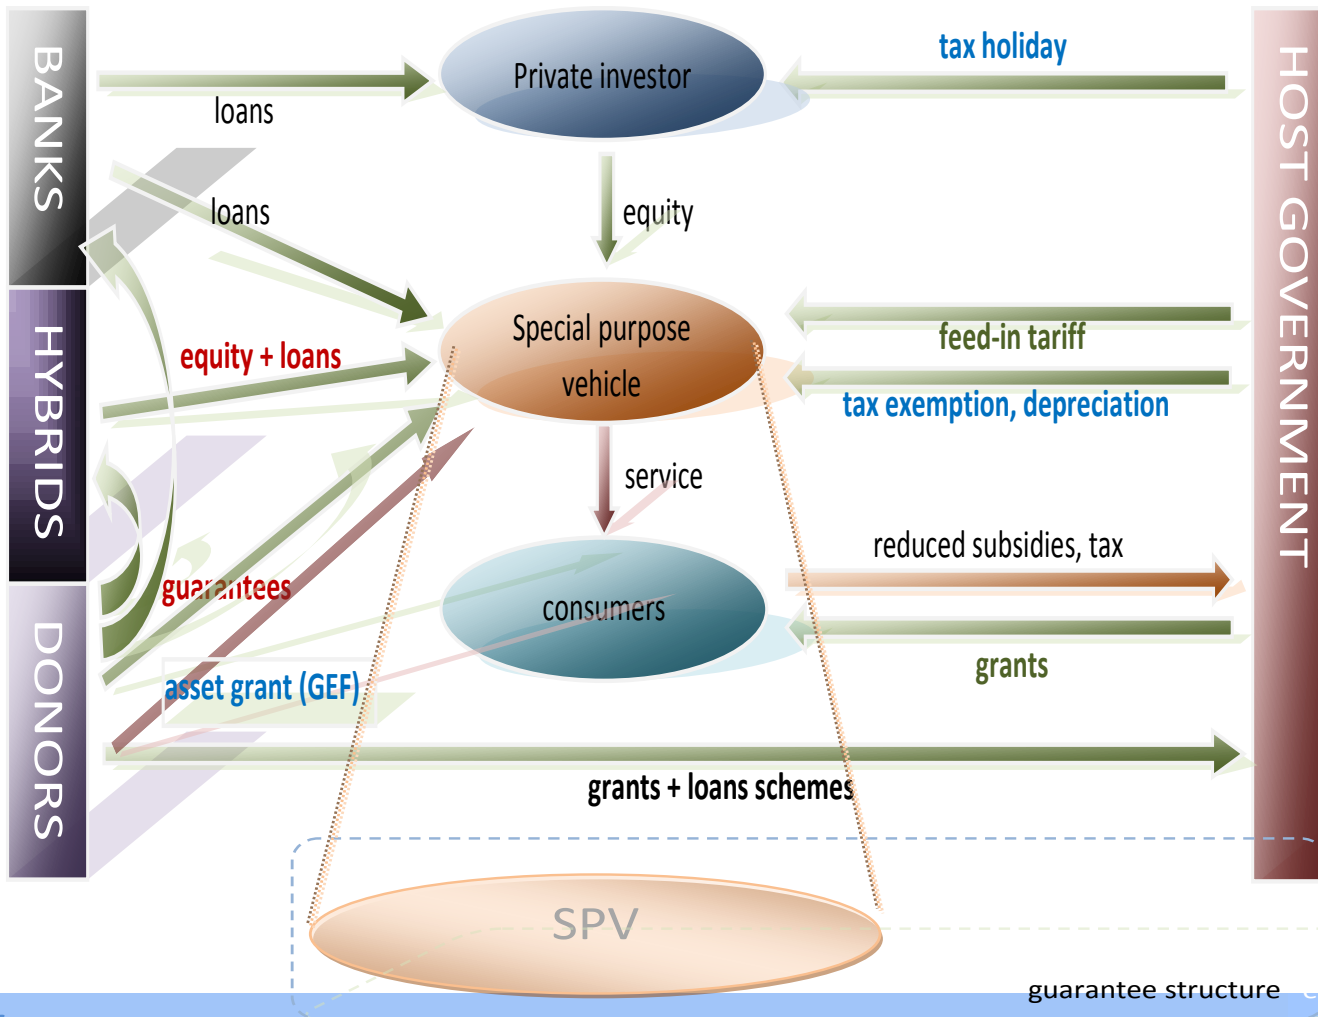 BANKS
HYBRIDS
DONORS
HOST GOVERNMENT
Private investor
tax holiday
loans
loans
equity
Special purpose
vehicle
equity + loans
feed-in tariff
tax exemption, depreciation
service
reduced subsidies, tax
guarantees
consumers
grants
asset grant (GEF)
grants + loans schemes
SPV
guarantee structure